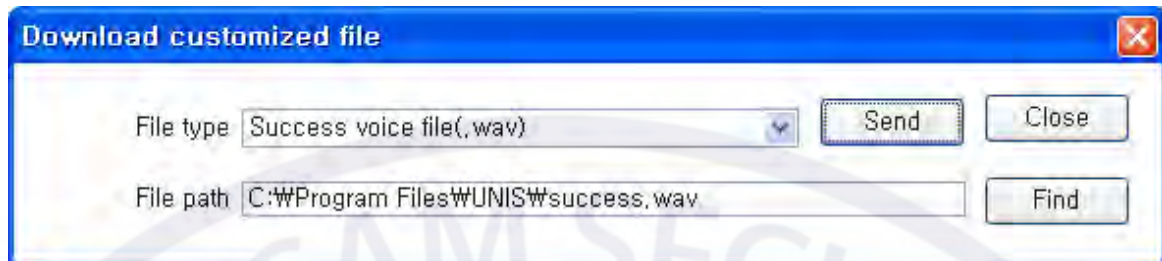 Download customized file
File type Success voice file(.wav) Send Close
File path C:₩Program Files₩UNIS₩success.wav Find